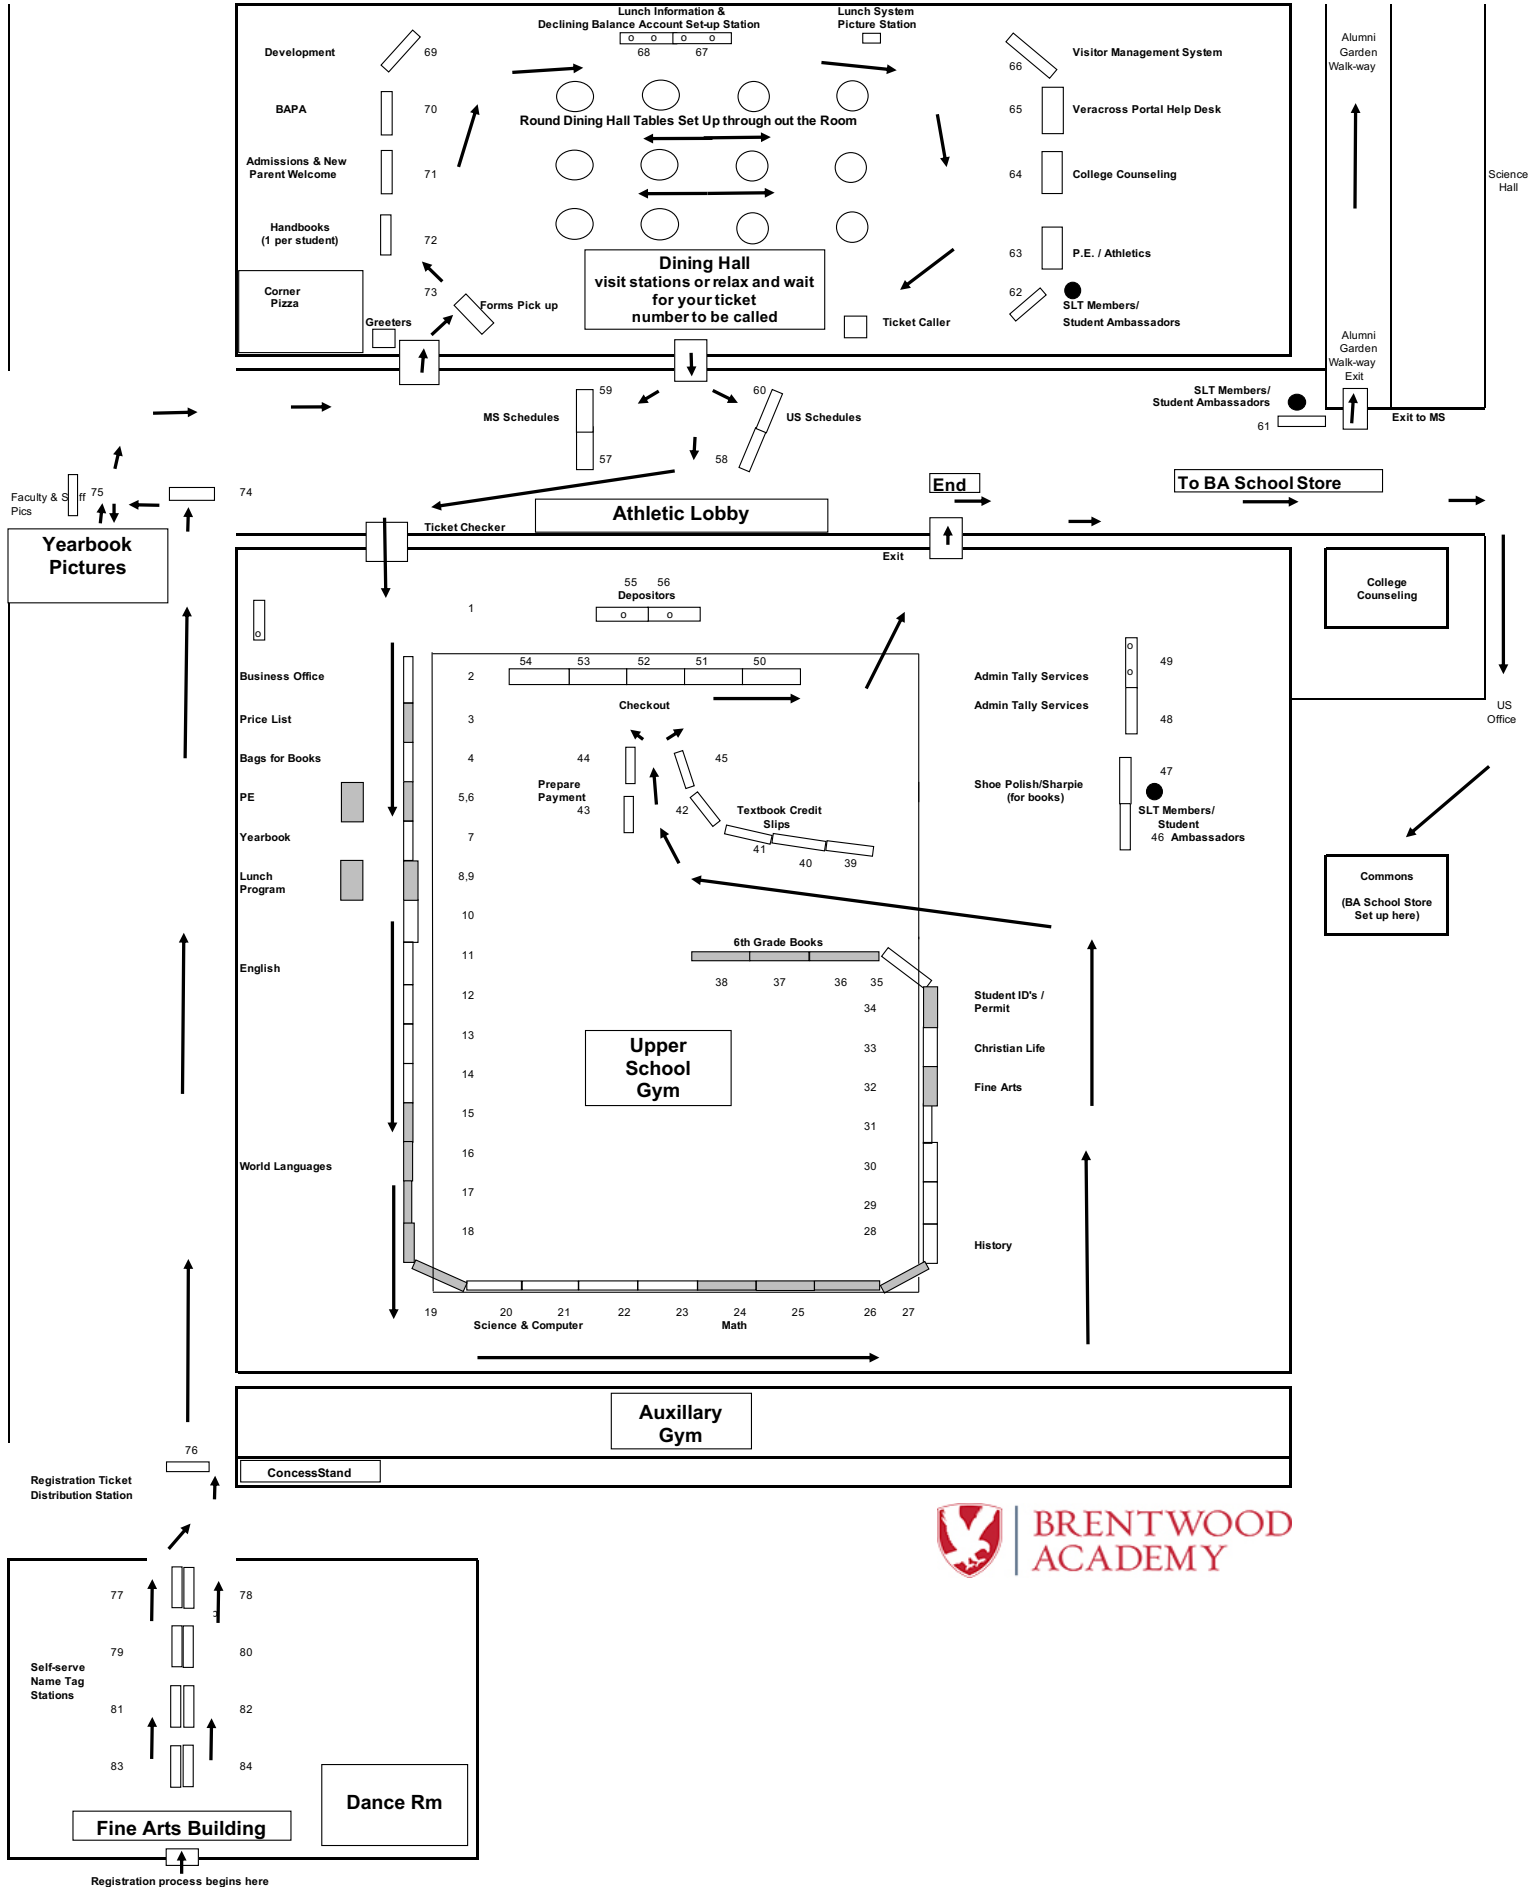 Lunch Information &
Declining Balance Account Set-up Station
o o o o
68 67
Lunch System
Picture Station
Development
69
BAPA
70
Admissions & New
Parent Welcome
71
Handbooks
(1 per student)
72
Corner
Pizza
73
Forms Pick up
Greeters
Round Dining Hall Tables Set Up through out the Room
Dining Hall
visit stations or relax and wait
for your ticket
number to be called
Ticket Caller
Visitor Management System
66
65
Veracross Portal Help Desk
64
College Counseling
63
P.E. / Athletics
62
SLT Members/
Student Ambassadors
Alumni
Garden
Walk-way
Science
Hall
Alumni
Garden
Walk-way
Exit
SLT Members/
Student Ambassadors
61
Exit to MS
59
MS Schedules
57
60
US Schedules
58
Faculty & S ff
Pics
75
74
Yearbook
Pictures
Ticket Checker
Athletic Lobby
End
To BA School Store
Exit
College
Counseling
US
Office
Commons
(BA School Store
Set up here)
o
1
55 56
Depositors
o o
54 53 52 51 50
Checkout
Business Office
2
Price List
3
Bags for Books
4
PE
5,6
Yearbook
7
Lunch
Program
8,9
10
English
11
12
13
14
15
World Languages
16
17
18
44
45
Prepare
Payment
43
42
Textbook Credit
Slips
41
40
39
Admin Tally Services
o
o
49
Admin Tally Services
48
Shoe Polish/Sharpie
(for books)
47
SLT Members/
Student
46 Ambassadors
6th Grade Books
38 37 36 35
34
Student ID's /
Permit
33
Christian Life
32
Fine Arts
31
30
29
28
History
Upper
School
Gym
19 20 21 22 23 24 25 26 27
Science & Computer
Math
Auxillary
Gym
ConcessStand
76
Registration Ticket
Distribution Station
BRENTWOOD
ACADEMY
77
78
79
80
Self-serve
Name Tag
Stations
81
82
83
84
Dance Rm
Fine Arts Building
Registration process begins here